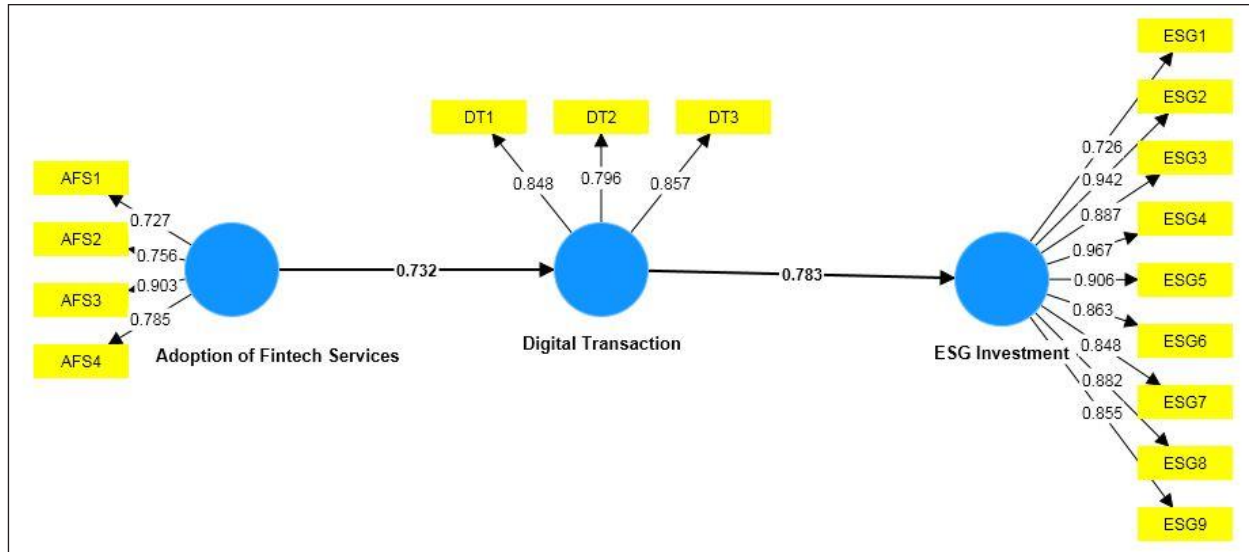 AFS1
AFS2
AFS3
AFS4
0.727
0.756
0.903
0.785
Adoption of Fintech Services
0.732
DT1
DT2
DT3
0.848
0.796
0.857
Digital Transaction
0.783
ESG Investment
0.726
0.942
0.887
0.967
0.906
0.863
0.848
0.882
0.855
ESG1
ESG2
ESG3
ESG4
ESG5
ESG6
ESG7
ESG8
ESG9